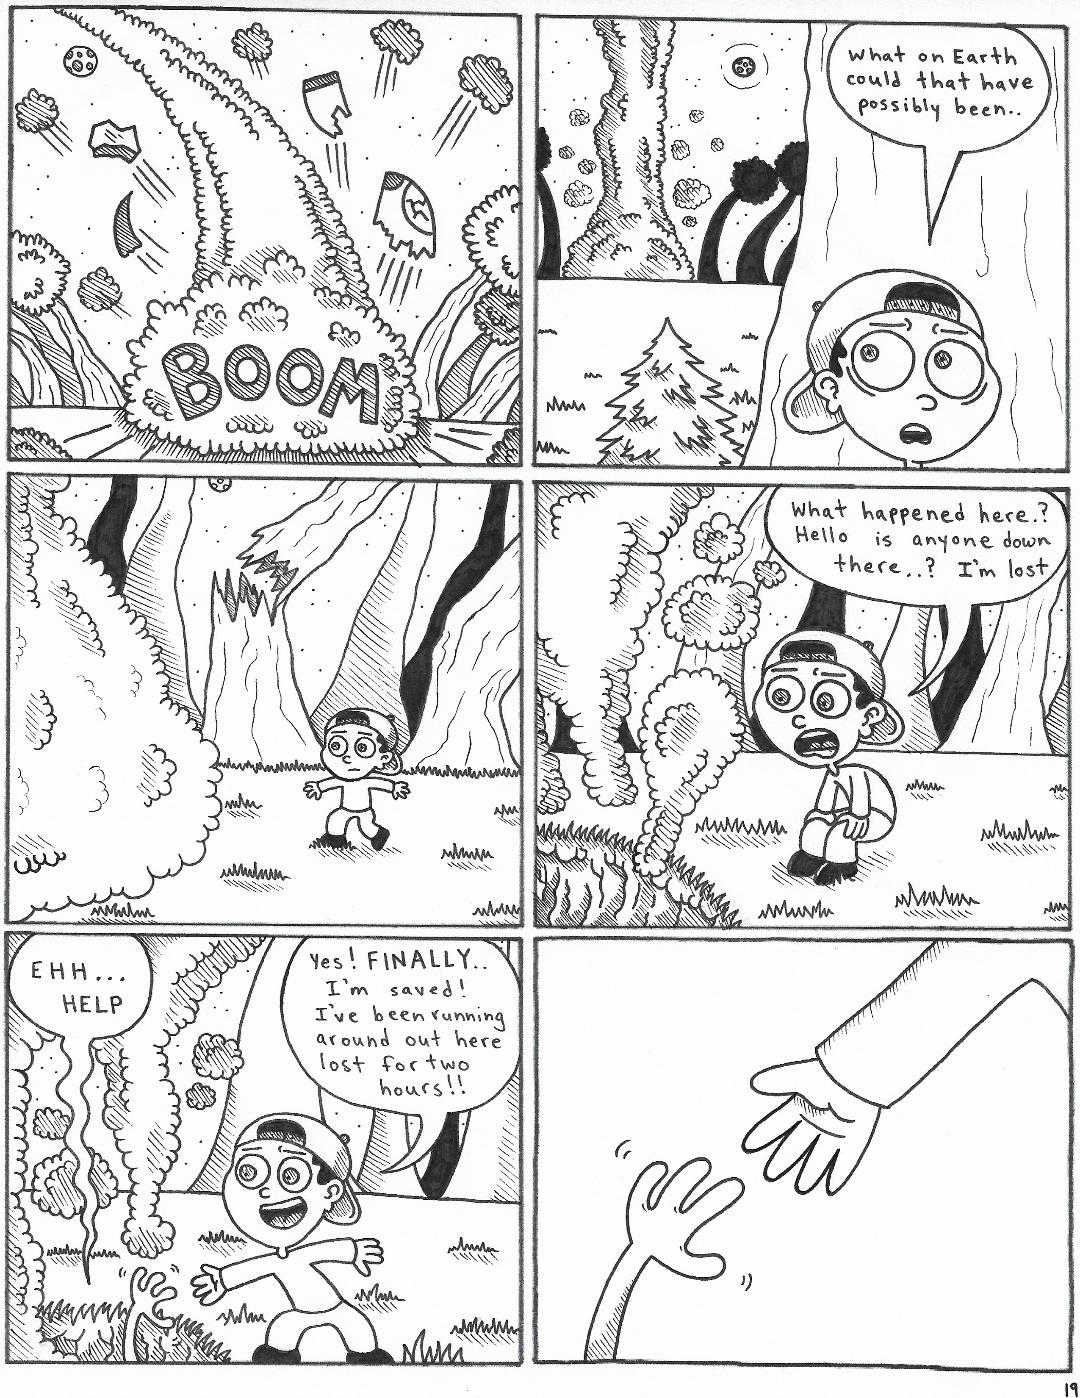 BOOM
What on Earth
could that have
possibly been..
What happened here.?
Hello is anyone down
there..? I'm lost
EHH...
HELP
Yes! FINALLY..
I'm saved!
I've been running
around out here
lost for two
hours!!
19